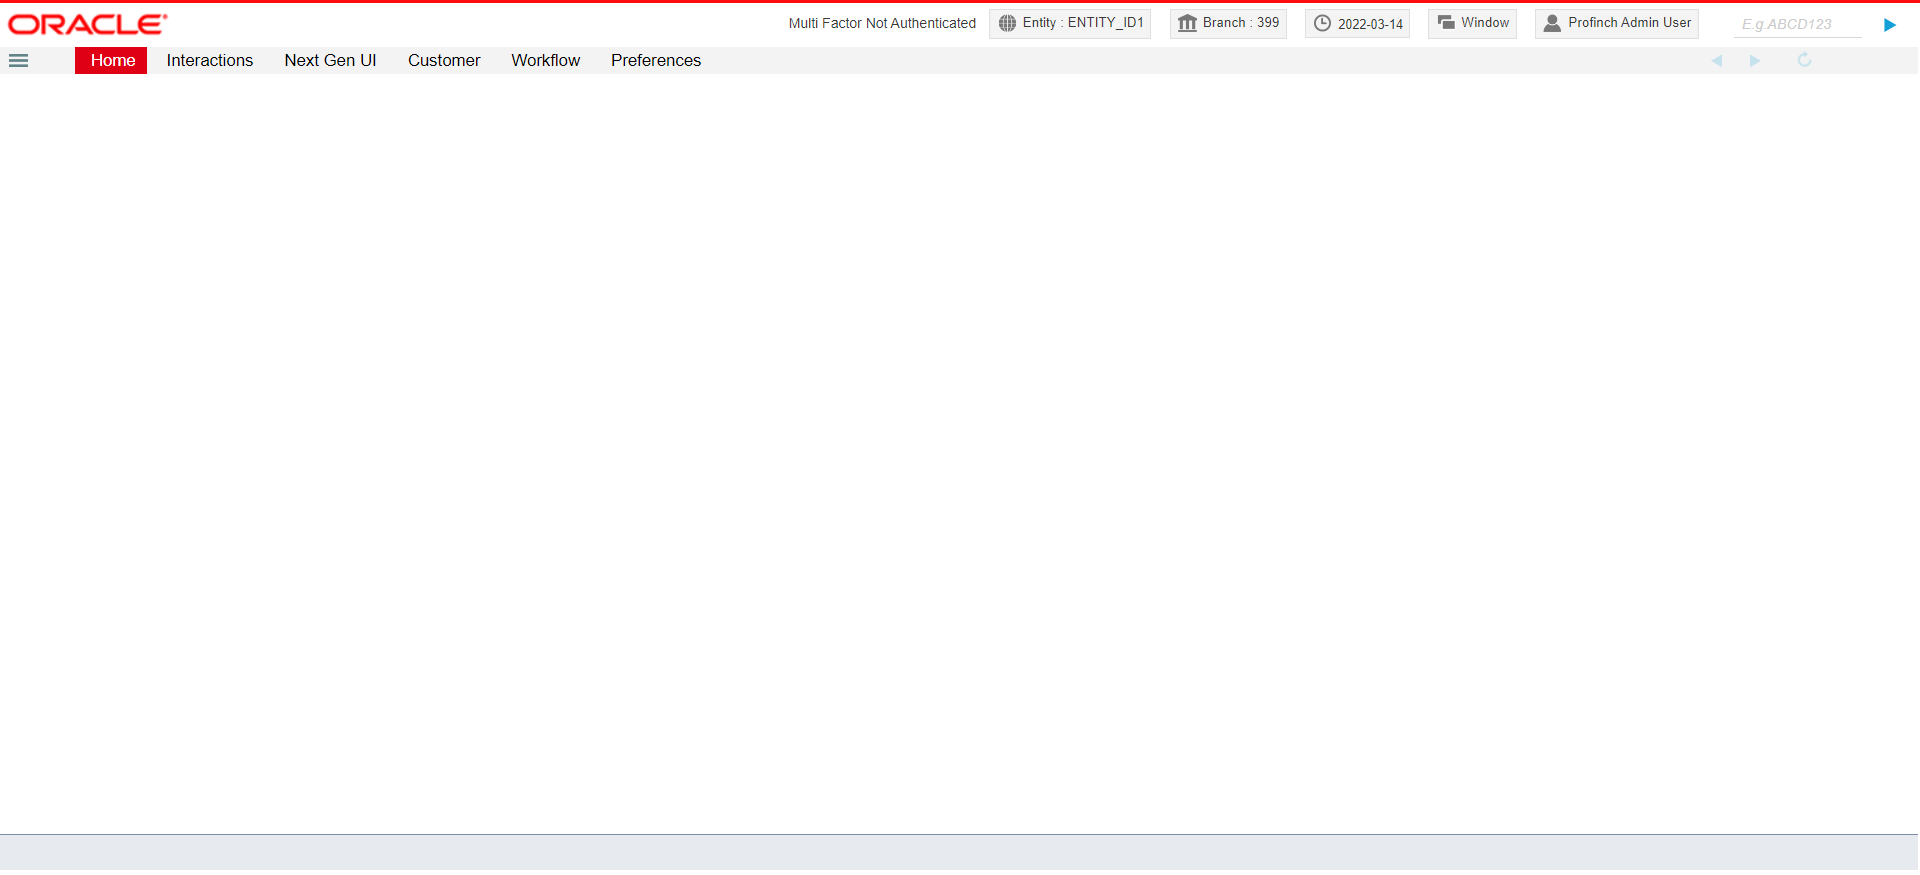 ORACLE
Multi Factor Not Authenticated Entity : ENTITY_ID1 Branch : 399 2022-03-14 Window Profinch Admin User E.g.ABCD123
Home Interactions Next Gen UI Customer Workflow Preferences